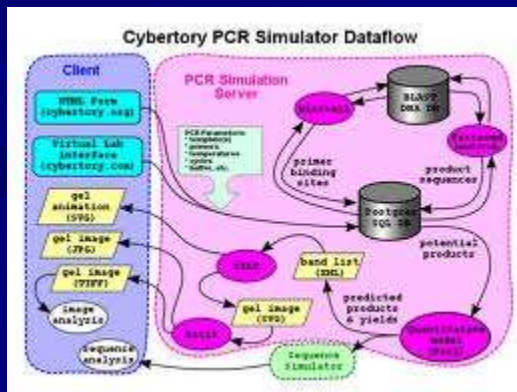 Cybertory PCR Simulator Dataflow
Client
HTML Form
(cybertory.org)
Virtual Lab
interface
(cybertory.com)
gel
animation
(SVG)
gel image
(JPG)
gel image
(TIFF)
image
analysis
sequence
analysis
PCR Simulation
Server
PCR Parameters
* template(s)
* primers
* temperatures
* cycles
* buffer, etc.
BLAST
DNA DB
primer
binding
sites
product
sequences
Postgres
SQL DB
potential
products
band list
(XML)
gel image
(SVG)
predicted
products
& yields
Quantitative
model
(Perl)
Sequence
Simulator